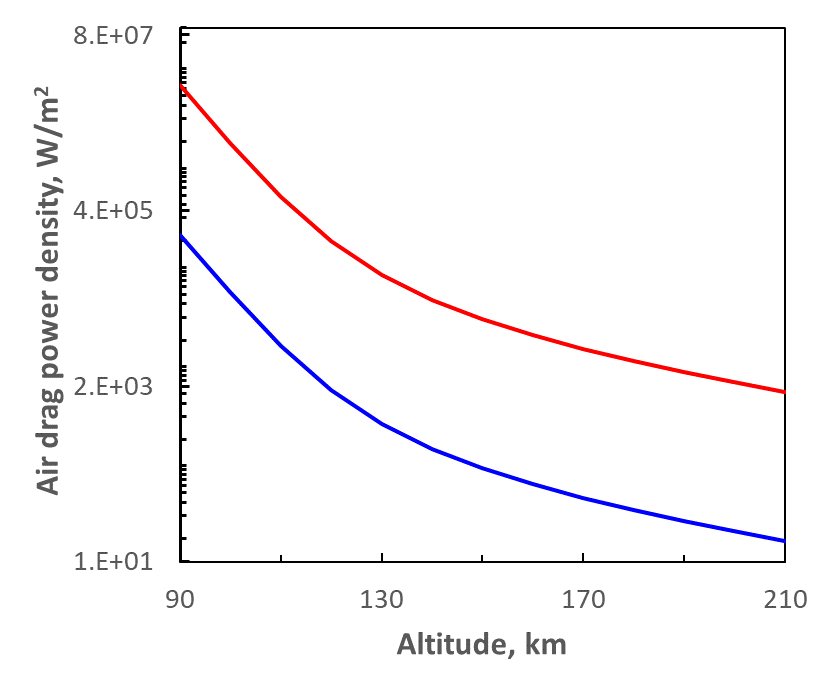 8.E+07
4.E+05
2.E+03
1.E+01
90 130 170 210
Altitude, km
Air drag power density, W/m²